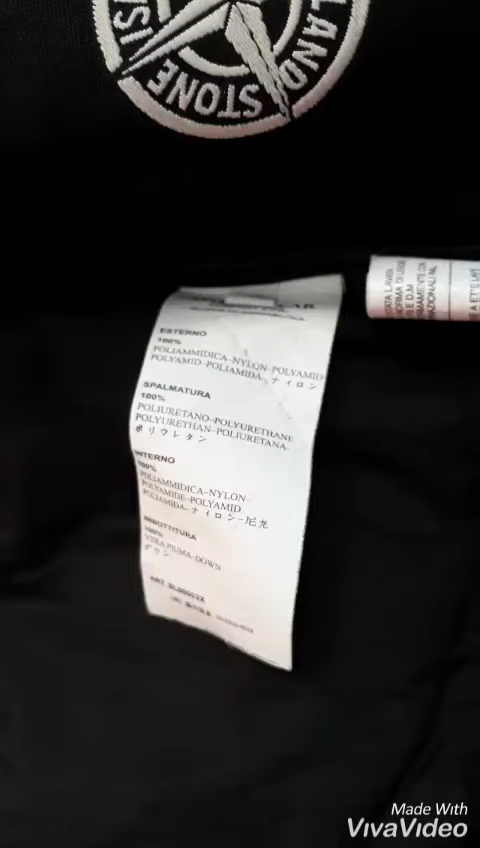 ISLAND
STONE
ESTERNO
100%
POLIAMMIDICA-NYLON-POLYAMID
POLYAMID-POLIAMIDA-ナイロン
SPALMATURA
100%
POLIURETANO-POLYURETHANE
POLYURETHAN-POLIURETANA-
ポリウレタン
INTERNO
100%
POLIAMMIDICA-NYLON-
POLYAMIDE-POLYAMID
POLIAMIDA-ナイロン-尼龙
IMBOTTITURA
100%
VERA PIUMA-DOWN
ダウン
Made With
VivaVideo